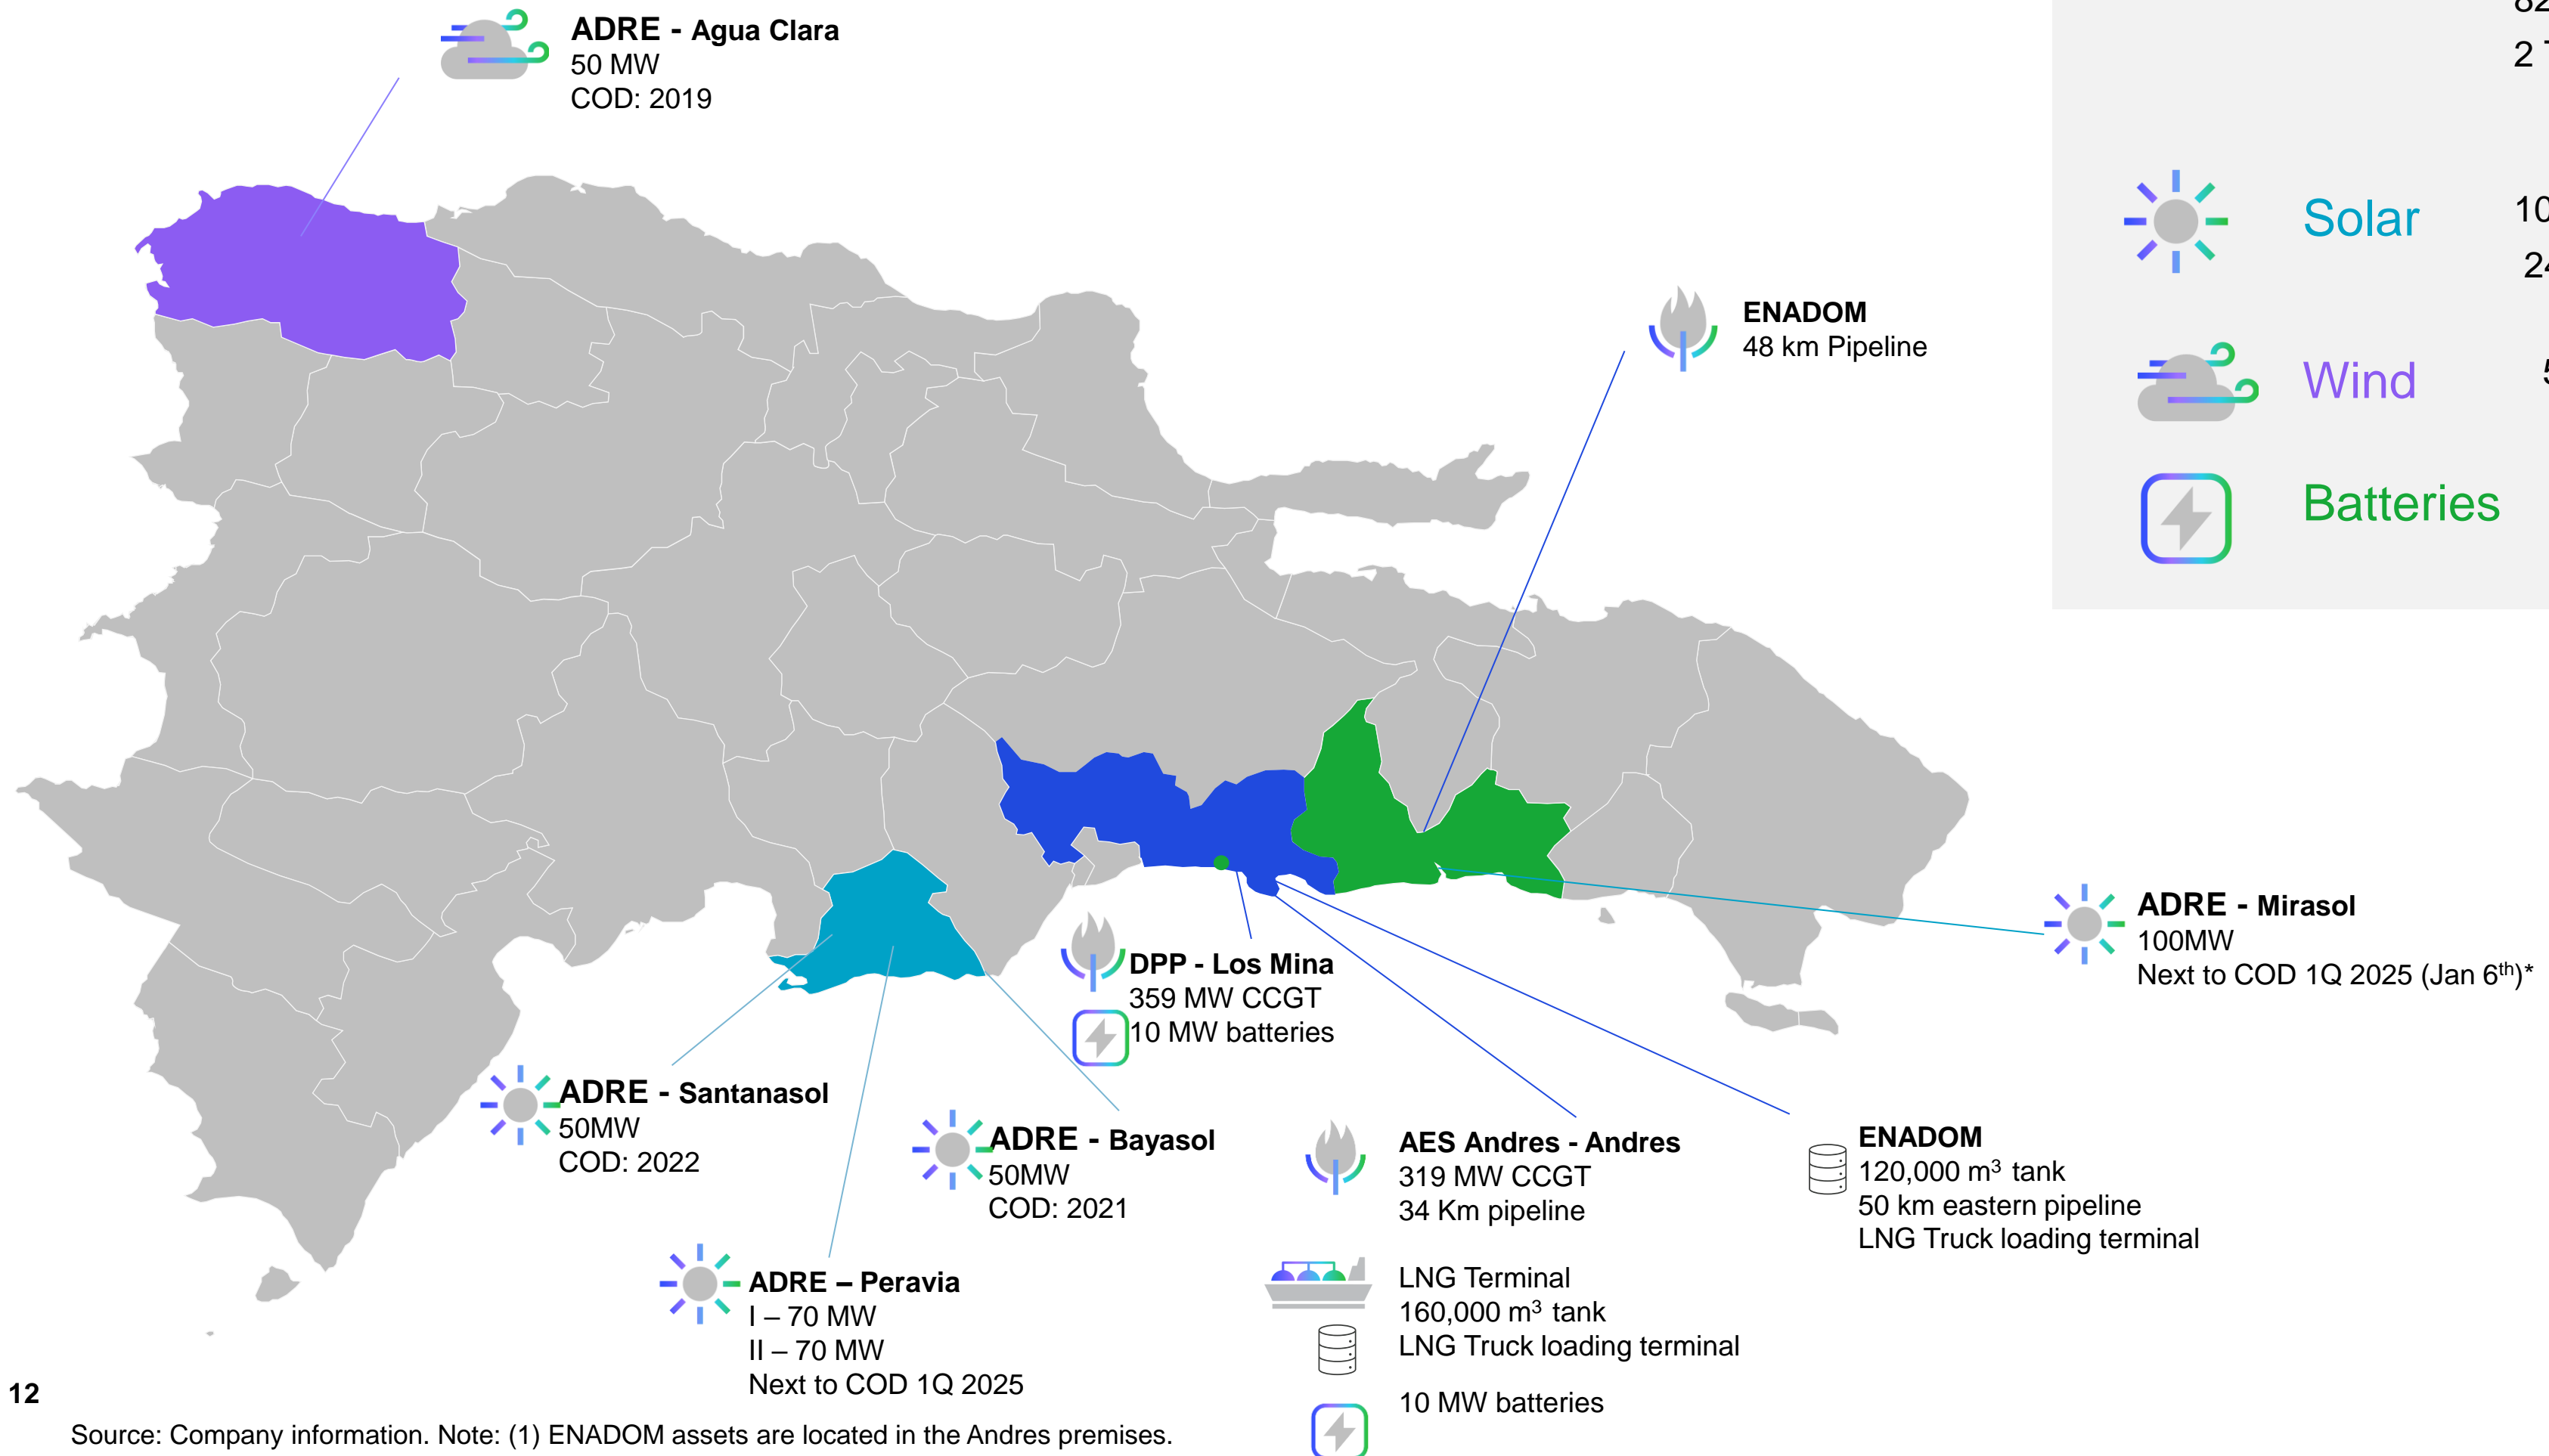 ADRE - Agua Clara
50 MW
COD: 2019
Solar
Wind
Batteries
ENADOM
48 km Pipeline
ADRE - Mirasol
100MW
Next to COD 1Q 2025 (Jan 6th)*
DPP - Los Mina
359 MW CCGT
10 MW batteries
ADRE - Santanasol
50MW
COD: 2022
ADRE - Bayasol
50MW
COD: 2021
ADRE – Peravia
I – 70 MW
II – 70 MW
Next to COD 1Q 2025
AES Andres - Andres
319 MW CCGT
34 Km pipeline
LNG Terminal
160,000 m³ tank
LNG Truck loading terminal
10 MW batteries
ENADOM
120,000 m³ tank
50 km eastern pipeline
LNG Truck loading terminal
12
Source: Company information. Note: (1) ENADOM assets are located in the Andres premises.